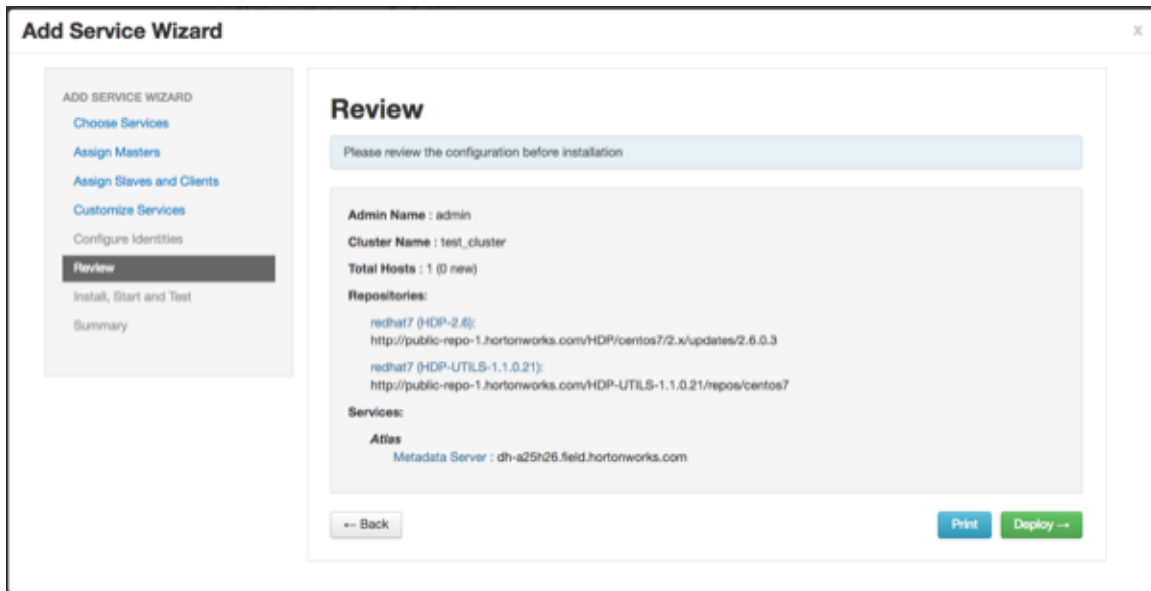 Add Service Wizard
X
ADD SERVICE WIZARD
Choose Services
Assign Masters
Assign Slaves and Clients
Customize Services
Configure Identities
Review
Install, Start and Test
Summary
Review
Please review the configuration before installation
Admin Name : admin
Cluster Name : test_cluster
Total Hosts : 1 (0 new)
Repositories:
redhat7 (HDP-2.6):
http://public-repo-1.hortonworks.com/HDP/centos7/2.x/updates/2.6.0.3
redhat7 (HDP-UTILS-1.1.0.21):
http://public-repo-1.hortonworks.com/HDP-UTILS-1.1.0.21/repos/centos7
Services:
Atlas
Metadata Server : dh-a25h26.field.hortonworks.com
← Back
Print
Deploy →